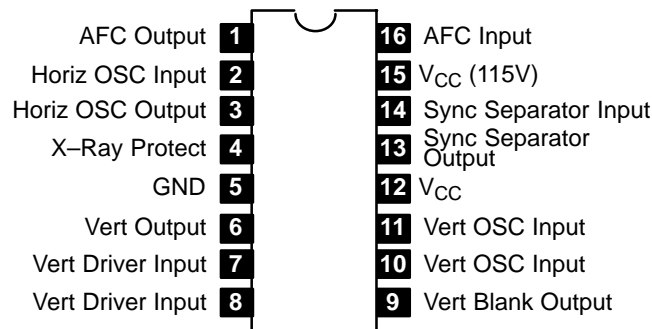 AFC Output 1 16 AFC Input
Horiz OSC Input 2 15 VCC (115V)
Horiz OSC Output 3 14 Sync Separator Input
X–Ray Protect 4 13 Sync Separator Output
GND 5 12 VCC
Vert Output 6 11 Vert OSC Input
Vert Driver Input 7 10 Vert OSC Input
Vert Driver Input 8 9 Vert Blank Output